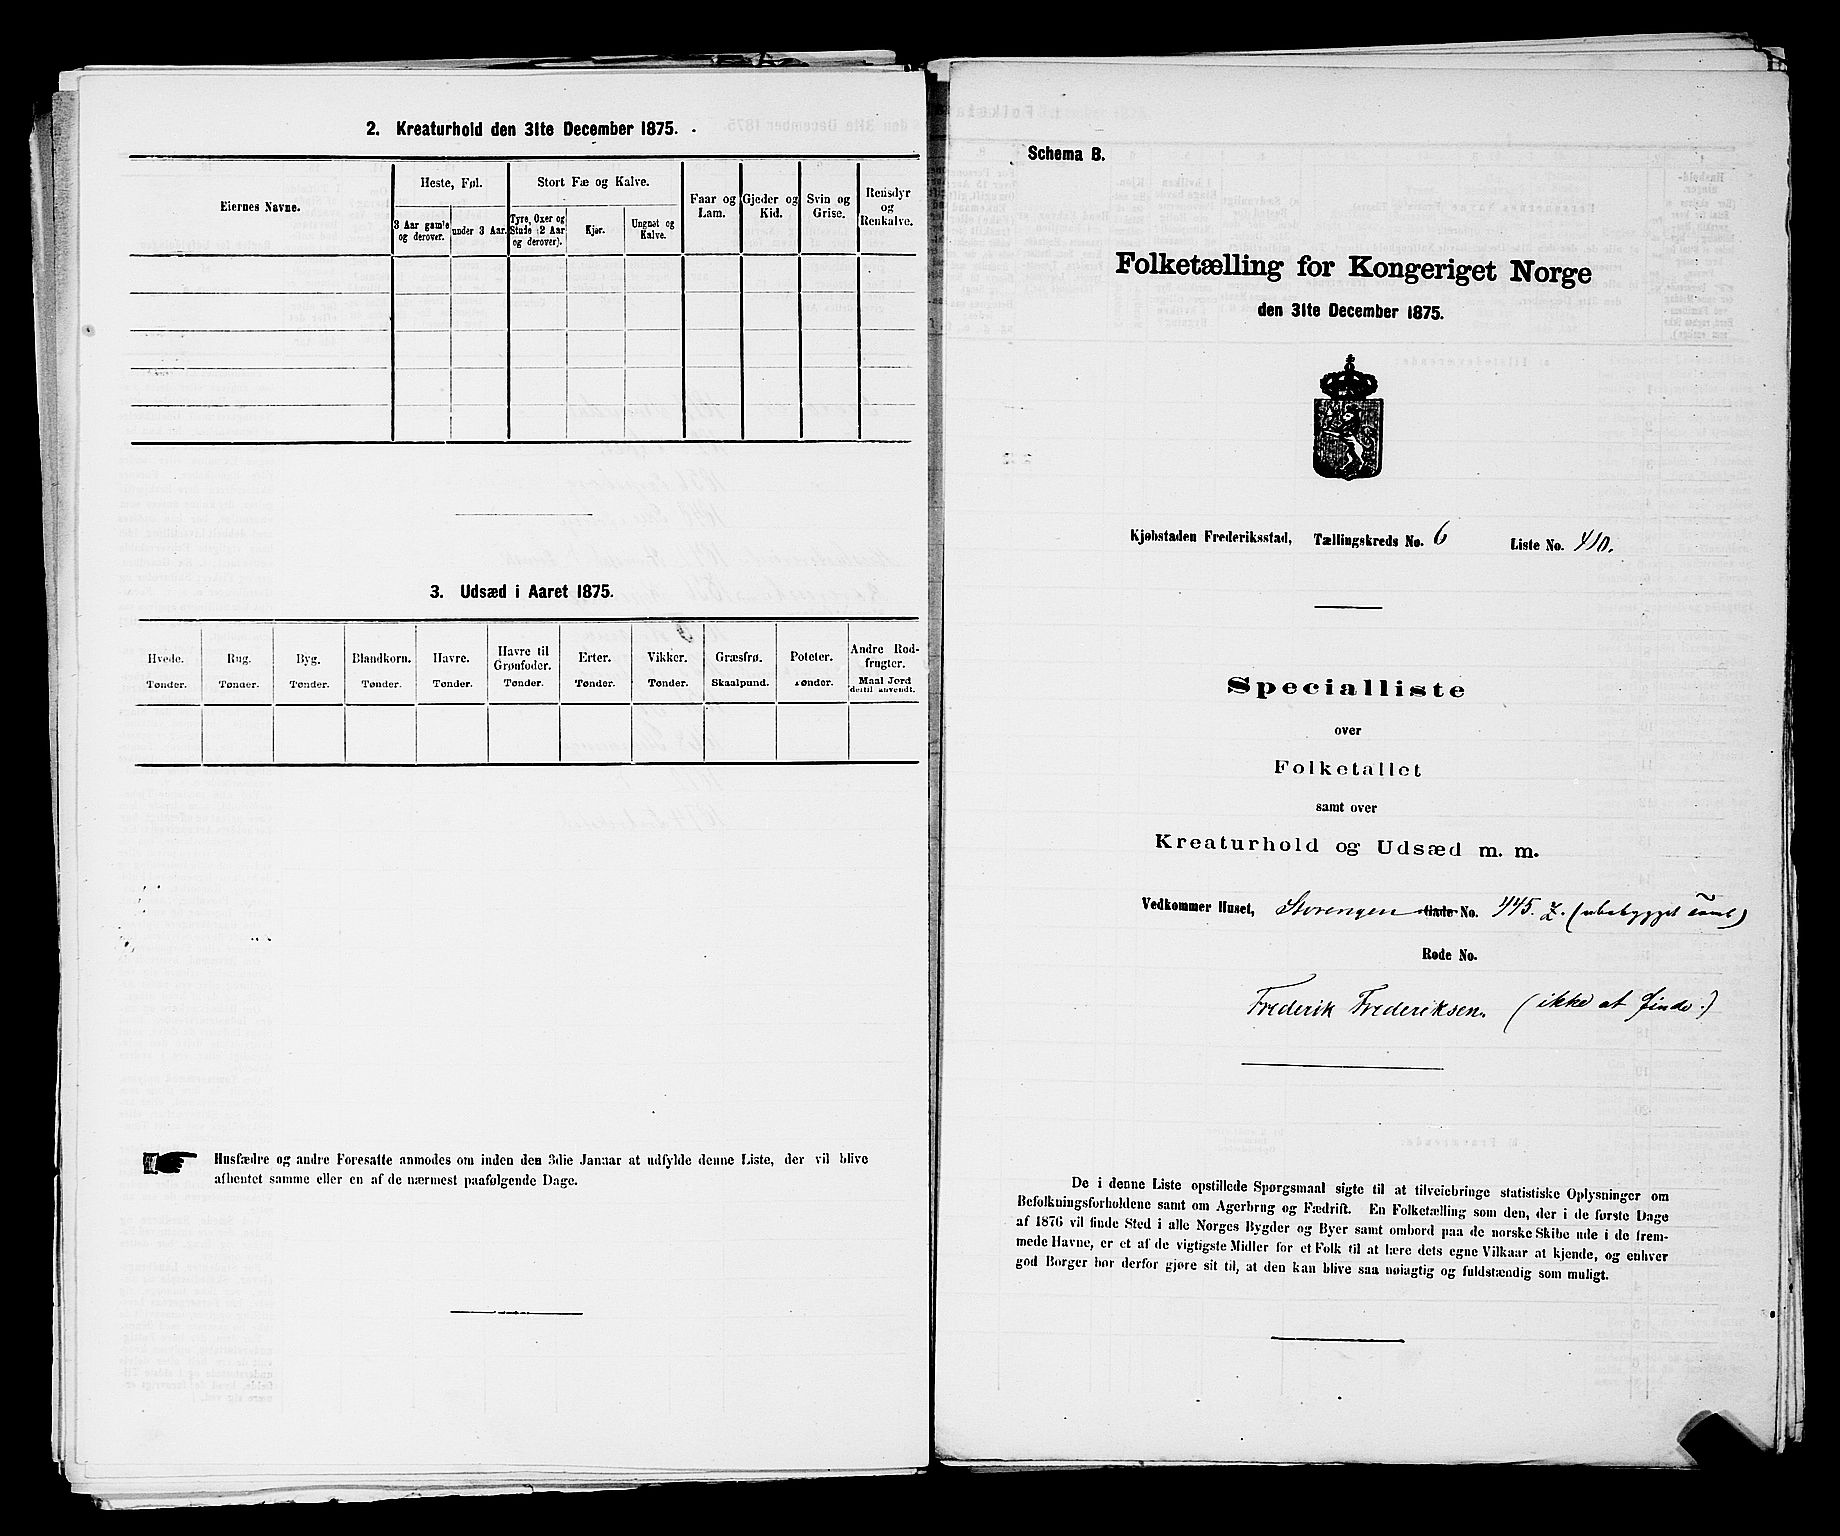 2. Kreaturhold den 31te December 1875.
Eiernes Navne.
Heste, Føl.
Stort Fæ og Kalve.
Faar og Lam.
Gjeder og Kid.
Svin og Grise.
Rensdyr og Renkalve.
3 Aar gamle og derover.
under 3 Aar.
Tyre, Oxer og Stude (2 Aar og derover).
Kjør.
Ungnøt og Kalve.
3. Udsæd i Aaret 1875.
Hvede. Tønder.
Rug. Tønder.
Byg. Tønder.
Blandkorn. Tønder.
Havre. Tønder.
Havre til Grønfoder. Tønder.
Erter. Tønder.
Vikker. Tønder.
Græsfrø. Skaalpund.
Poteter. Tønder.
Andre Rodfrugter. Maal Jord dertil anvendt.
Husfædre og andre Foresatte anmodes om inden den 3die Januar at udfylde denne Liste, der vil blive
afhentet samme eller en af de nærmest paafølgende Dage.
Schema B.
Folketælling for Kongeriget Norge
den 31te December 1875.
Kjøbstaden Frederiksstad, Tællingskreds No. 6 Liste No. 410.
Specialliste
over
Folketallet
samt over
Kreaturhold og Udsæd m. m.
Vedkommer Huset, Storengen Gade No. 445. Z. (ubebygget Tomt)
Rode No.
Frederik Frederiksen. (ikke at finde.)
De i denne Liste opstillede Spørgsmaal sigte til at tilveiebringe statistiske Oplysninger om
Befolkningsforholdene samt om Agerbrug og Fædrift. En Folketælling som den, der i de første Dage
af 1876 vil finde Sted i alle Norges Bygder og Byer samt ombord paa de norske Skibe ude i de frem-
mede Havne, er et af de vigtigste Midler for et Folk til at lære dets egne Vilkaar at kjende, og enhver
god Borger bør derfor gjøre sit til, at den kan blive saa nøiagtig og fuldstændig som muligt.